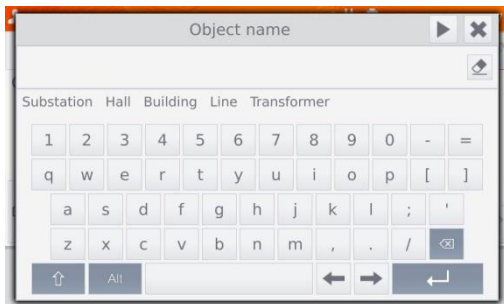 Object name
Substation Hall Building Line Transformer
1 2 3 4 5 6 7 8 9 0 - =
q w e r t y u i o p [ ]
a s d f g h j k l ; '
z x c v b n m , . /
Alt